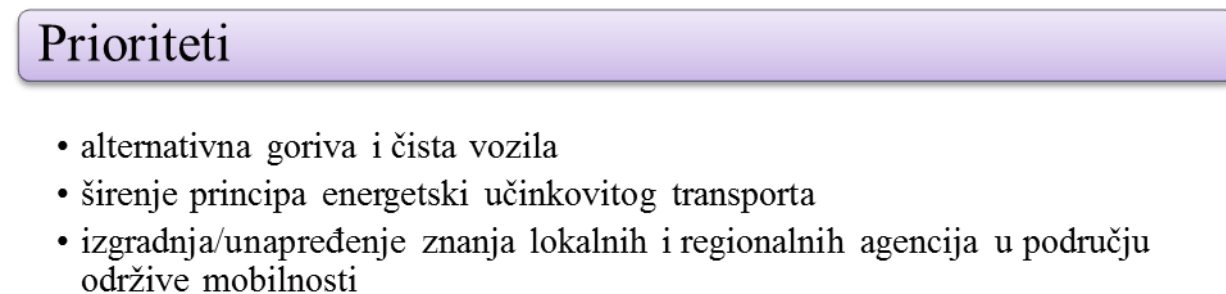 Prioriteti
• alternativna goriva i čista vozila
• širenje principa energetski učinkovitog transporta
• izgradnja/unapređenje znanja lokalnih i regionalnih agencija u području
održive mobilnosti